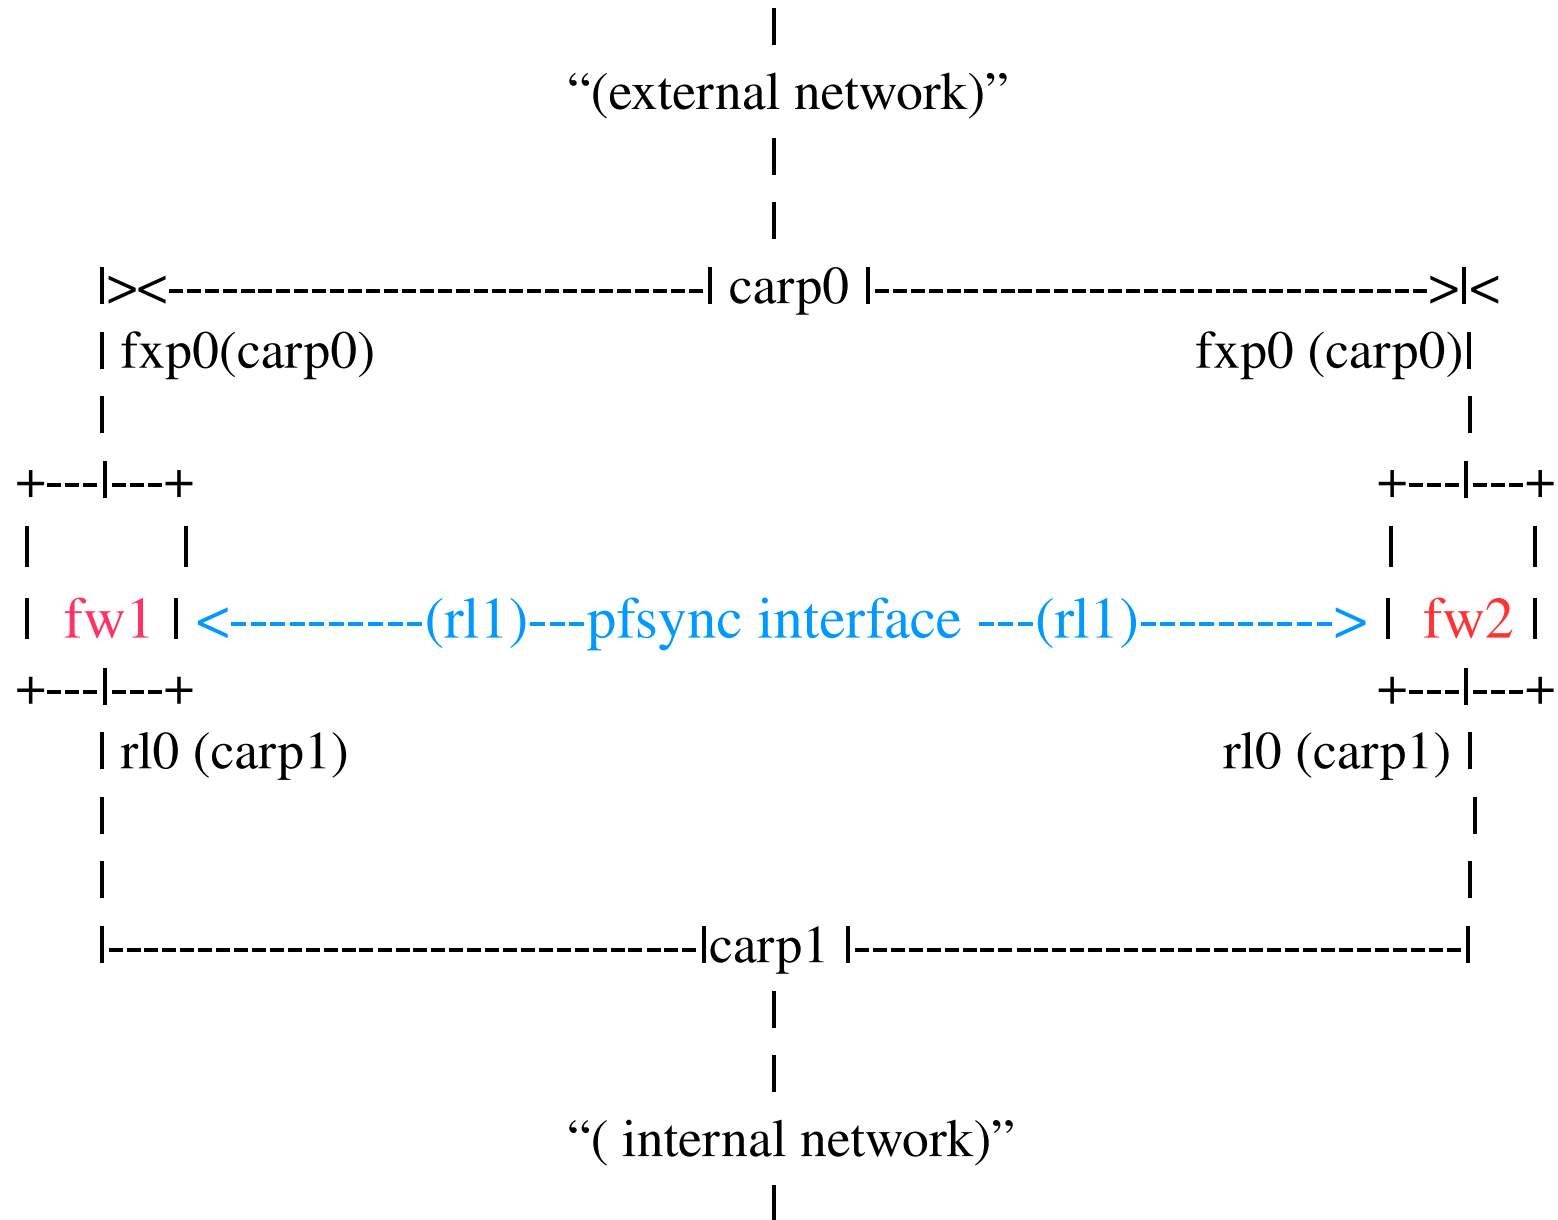 |
“(external network)”
|
|
|><------------------------------| carp0 |-------------------------------->|<
| fxp0(carp0) fxp0 (carp0)|
| |
+---|---+ +---|---+
| | | |
| fw1 | <-----------(rl1)---pfsync interface ---(rl1)-----------> | fw2 |
+---|---+ +---|---+
| rl0 (carp1) rl0 (carp1) |
| |
| |
|----------------------------------|carp1 |-----------------------------------|
|
|
“( internal network)”
|